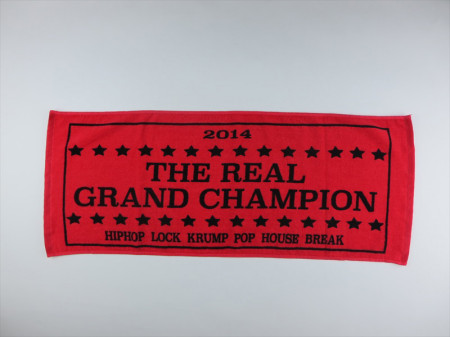 2014
THE REAL
GRAND CHAMPION
HIPHOP LOCK KRUMP POP HOUSE BREAK